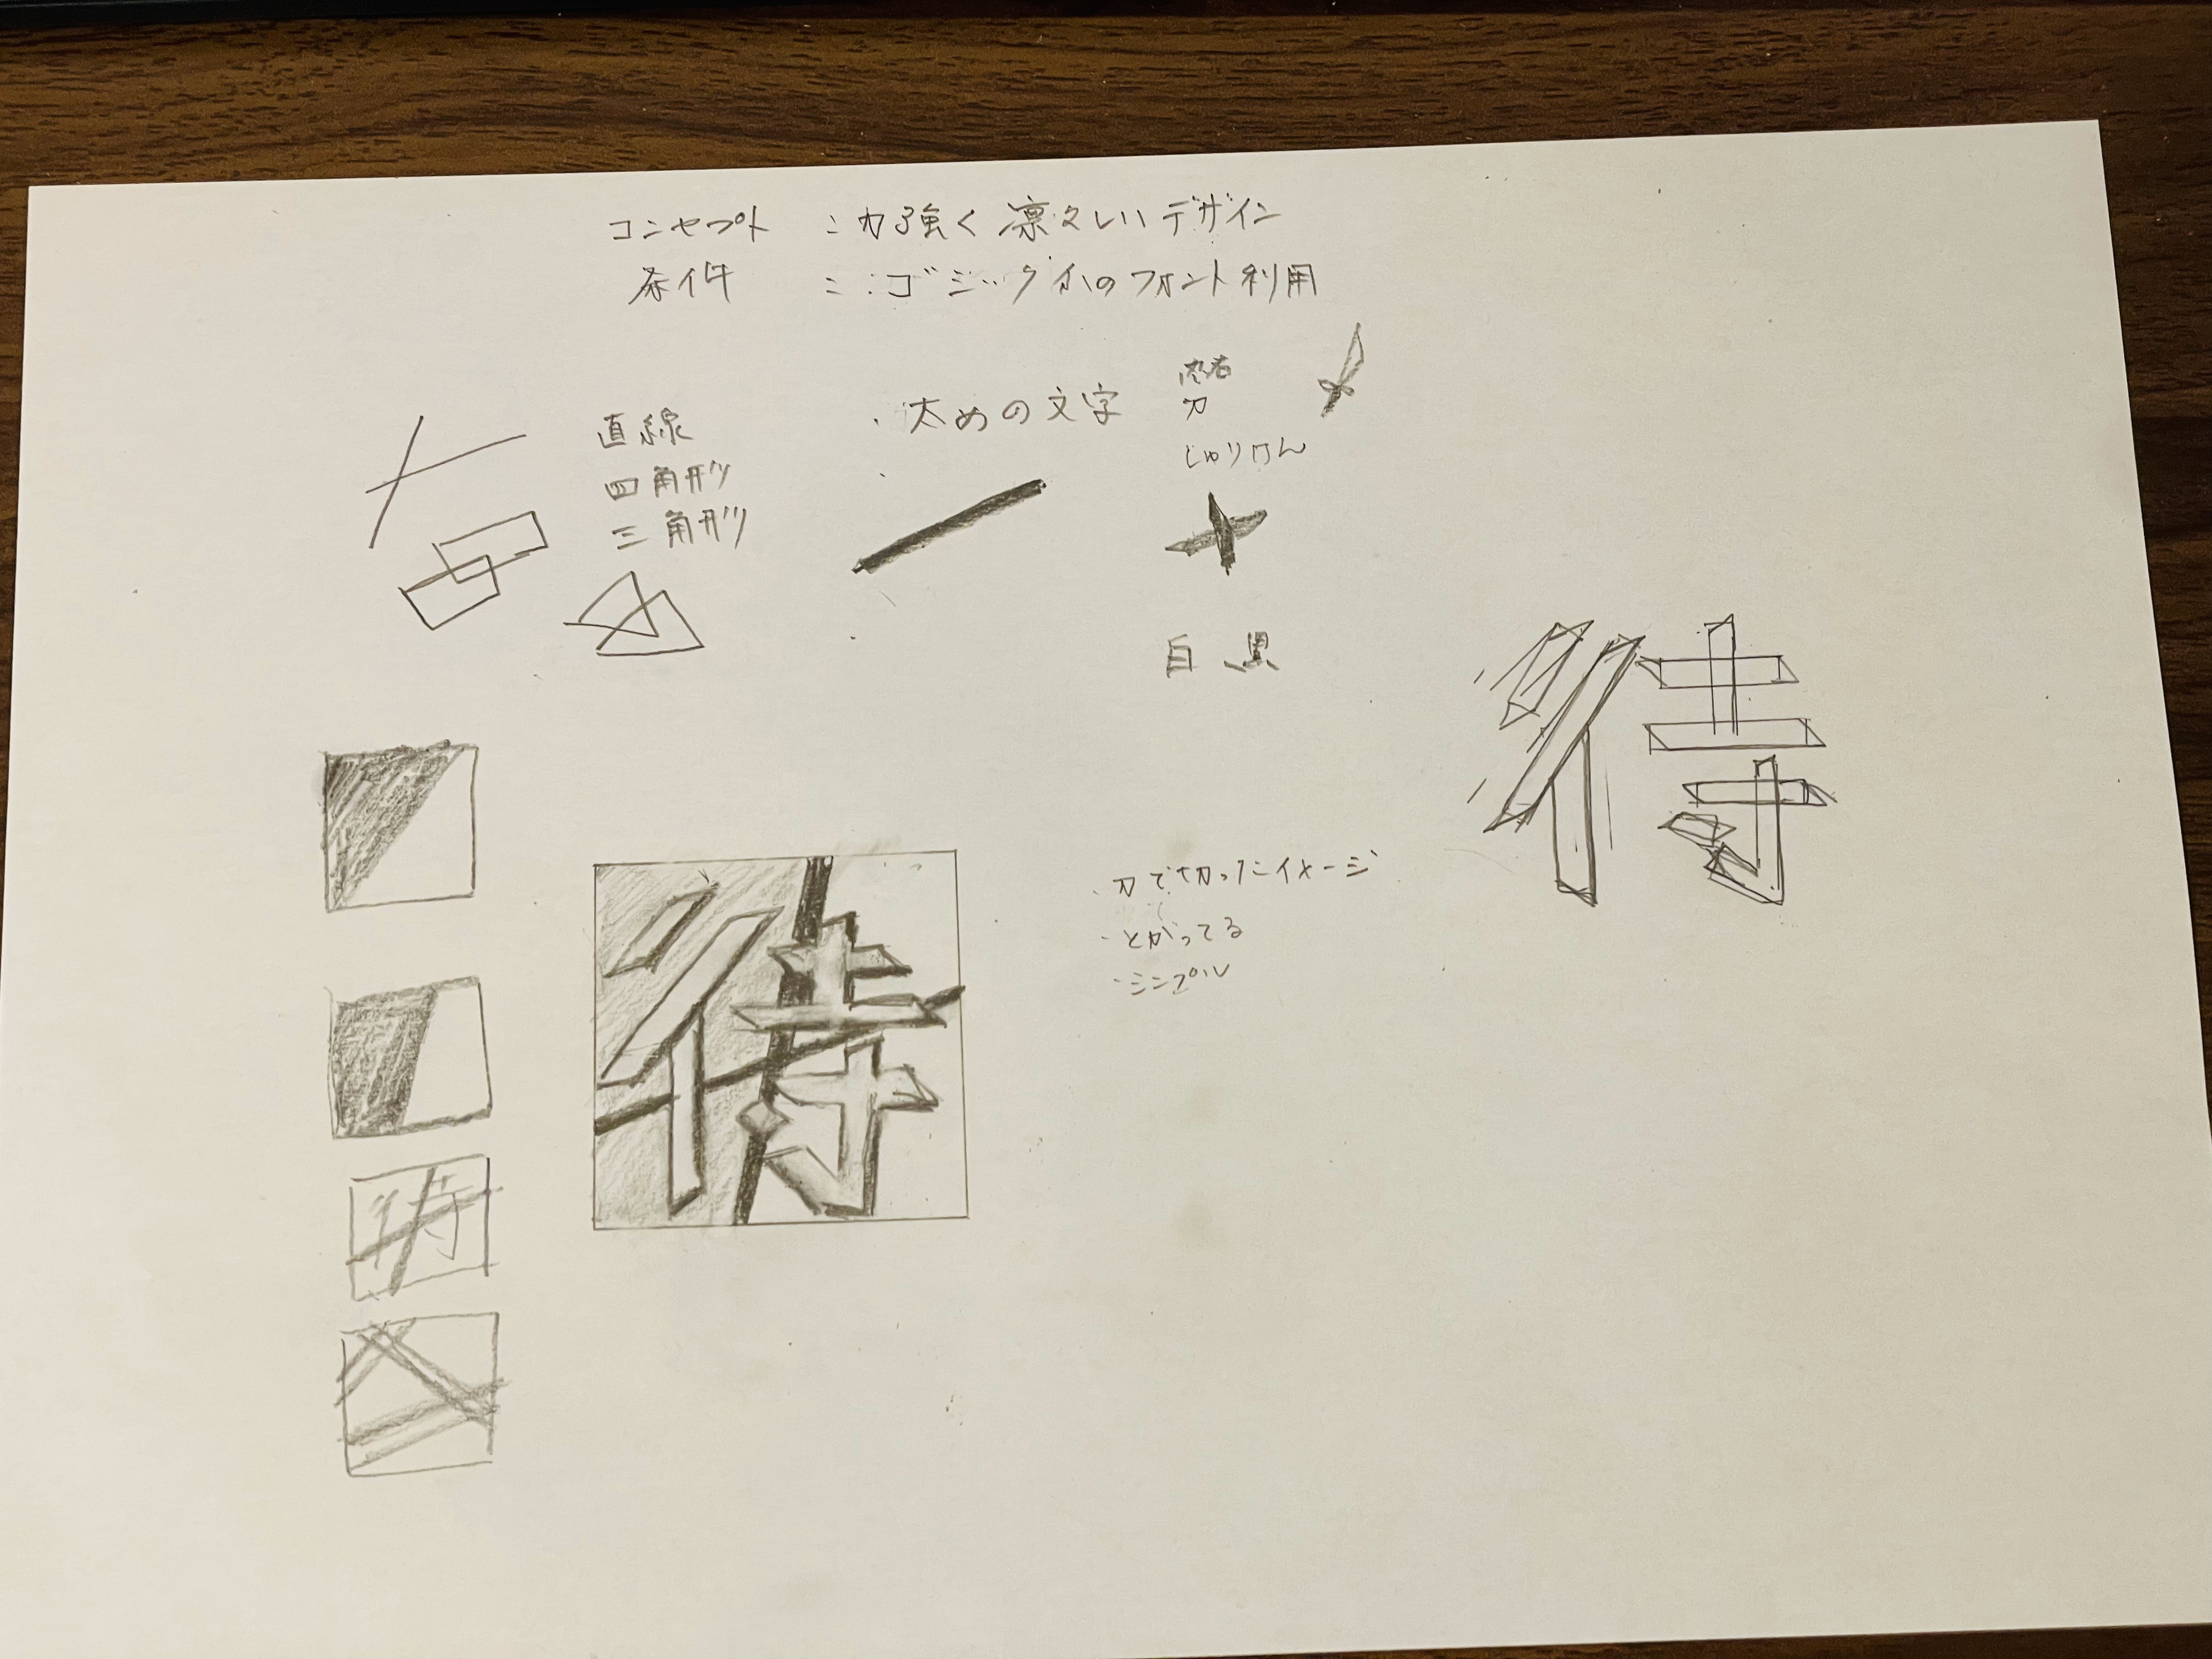 コンセプト : 力強く凛々しいデザイン
条件 : ゴシック のフォント利用
直線
四角形
三角形
・太めの文字
忍者
刀
しゅりけん
白 黒
待
待
待
・刀で切ったイメージ
・とがってる
・シンプル